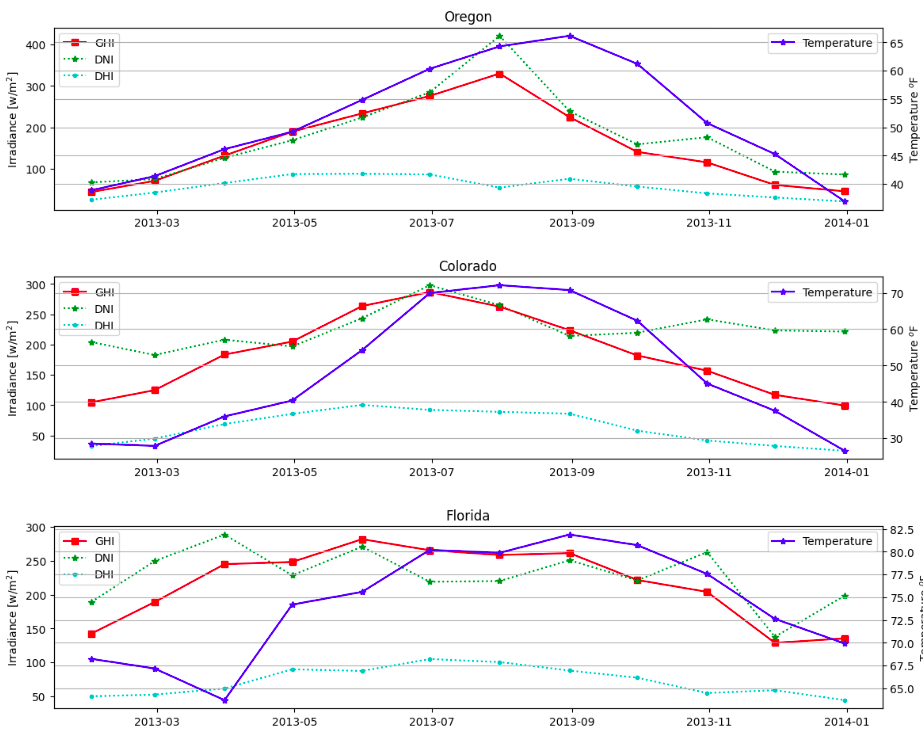 Oregon
GHI
DNI
DHI
Temperature
400
300
200
100
65
60
55
50
45
40
Irradiance [w/m²]
Temperature °F
2013-03 2013-05 2013-07 2013-09 2013-11 2014-01
Colorado
GHI
DNI
DHI
Temperature
300
250
200
150
100
50
70
60
50
40
30
Irradiance [w/m²]
Temperature °F
2013-03 2013-05 2013-07 2013-09 2013-11 2014-01
Florida
GHI
DNI
DHI
Temperature
300
250
200
150
100
50
82.5
80.0
77.5
75.0
72.5
70.0
67.5
65.0
Irradiance [w/m²]
Temperature °F
2013-03 2013-05 2013-07 2013-09 2013-11 2014-01